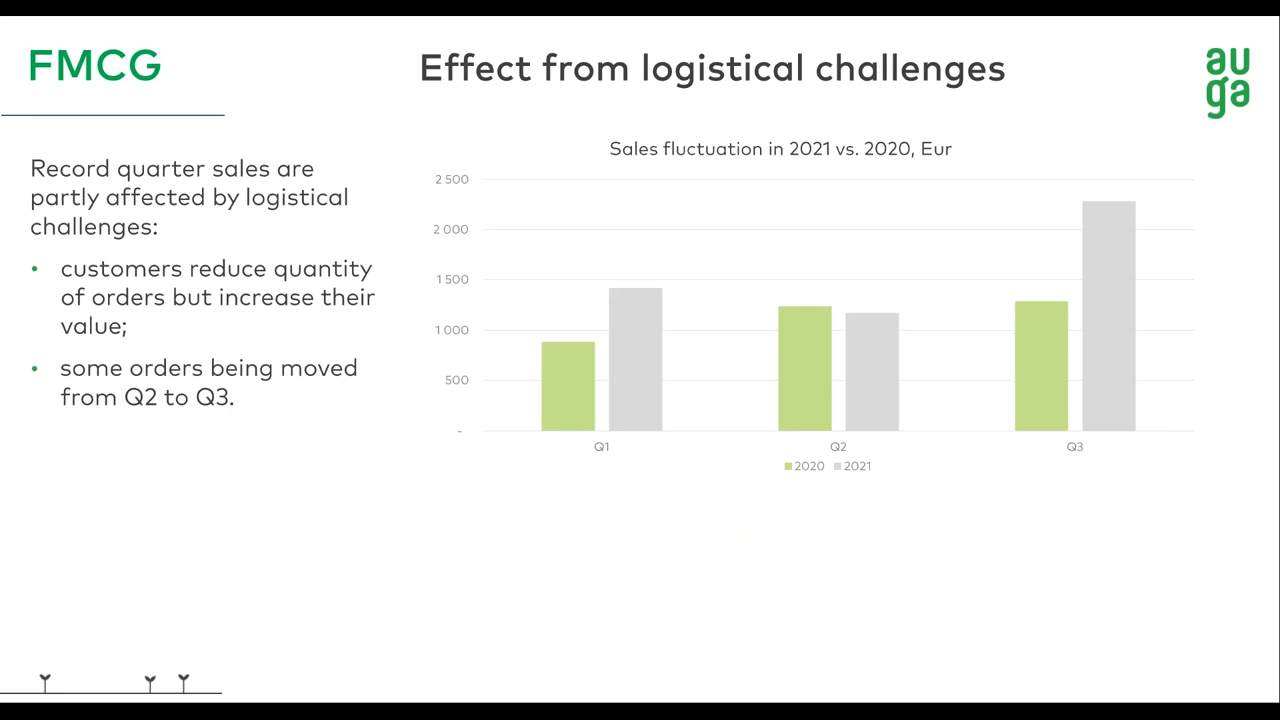 FMCG
Effect from logistical challenges
au
ga
Record quarter sales are
partly affected by logistical
challenges:
• customers reduce quantity
of orders but increase their
value;
• some orders being moved
from Q2 to Q3.
Sales fluctuation in 2021 vs. 2020, Eur
2 500
2 000
1 500
1 000
500
-
Q1 Q2 Q3
2020 2021